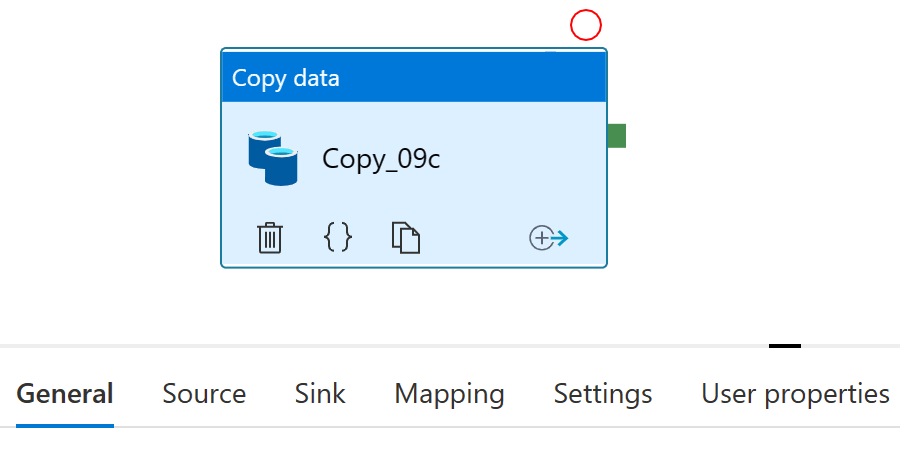 Copy data
Copy_09c
General Source Sink Mapping Settings User properties